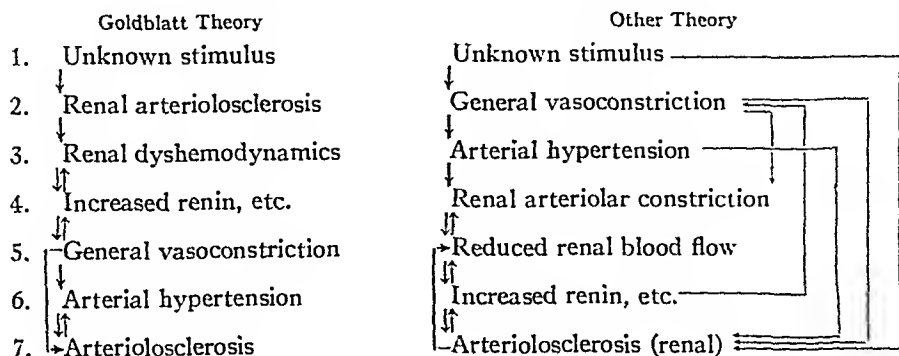 Goldblatt Theory Other Theory
1. Unknown stimulus Unknown stimulus
2. Renal arteriolosclerosis General vasoconstriction
3. Renal dyshemodynamics Arterial hypertension
4. Increased renin, etc. Renal arteriolar constriction
5. General vasoconstriction Reduced renal blood flow
6. Arterial hypertension Increased renin, etc.
7. Arteriolosclerosis Arteriolosclerosis (renal)